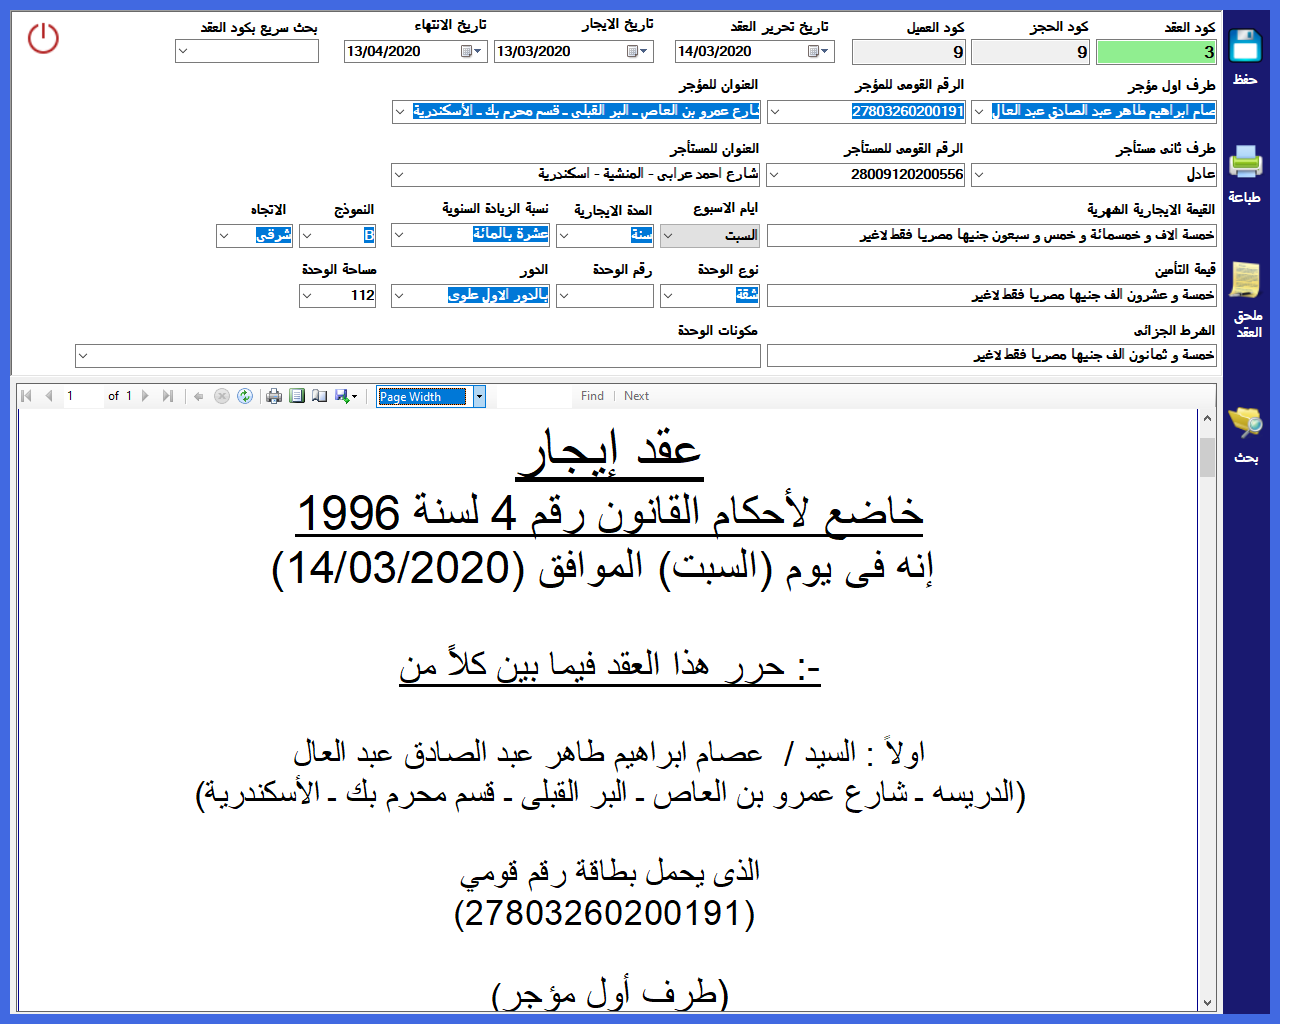 كود العقد كود الحجز كود العميل تاريخ تحرير العقد تاريخ الايجار تاريخ الانتهاء بحث سريع بكود العقد
3 9 9 14/03/2020 13/03/2020 13/04/2020
طرف اول مؤجر الرقم القومى للمؤجر العنوان للمؤجر
صام ابراهيم طاهر عبد الصادق عبد العال 27803260200191 شارع عمرو بن العاص ـ البر القبلى ـ قسم محرم بك ـ الأسكندرية
طرف ثانى مستأجر الرقم القومى للمستأجر العنوان للمستأجر
عادل 28009120200556 شارع احمد عرابى - المنشية - اسكندرية
القيمة الايجارية الشهرية ايام الاسبوع المدة الايجارية نسبة الزيادة السنوية النموذج الاتجاه
خمسة الاف و خمسمائة و خمس و سبعون جنيها مصريا فقط لاغير السبت سنة عشرة بالمائة B شرقى
قيمة التأمين نوع الوحدة رقم الوحدة الدور مساحة الوحدة
خمسة و عشرون الف جنيها مصريا فقط لاغير شقة بالدور الاول علوى 112
الشرط الجزائى مكونات الوحدة
خمسة و ثمانون الف جنيها مصريا فقط لاغير
حفظ
طباعة
ملحق
العقد
بحث
1 of 1 Page Width Find Next
عقد إيجار
خاضع لأحكام القانون رقم 4 لسنة 1996
إنه فى يوم (السبت) الموافق (14/03/2020)
-: حرر هذا العقد فيما بين كلاً من
اولاً : السيد / عصام ابراهيم طاهر عبد الصادق عبد العال
(الدريسه ـ شارع عمرو بن العاص ـ البر القبلى ـ قسم محرم بك ـ الأسكندرية)
الذى يحمل بطاقة رقم قومي
(27803260200191)
(طرف أول مؤجر)